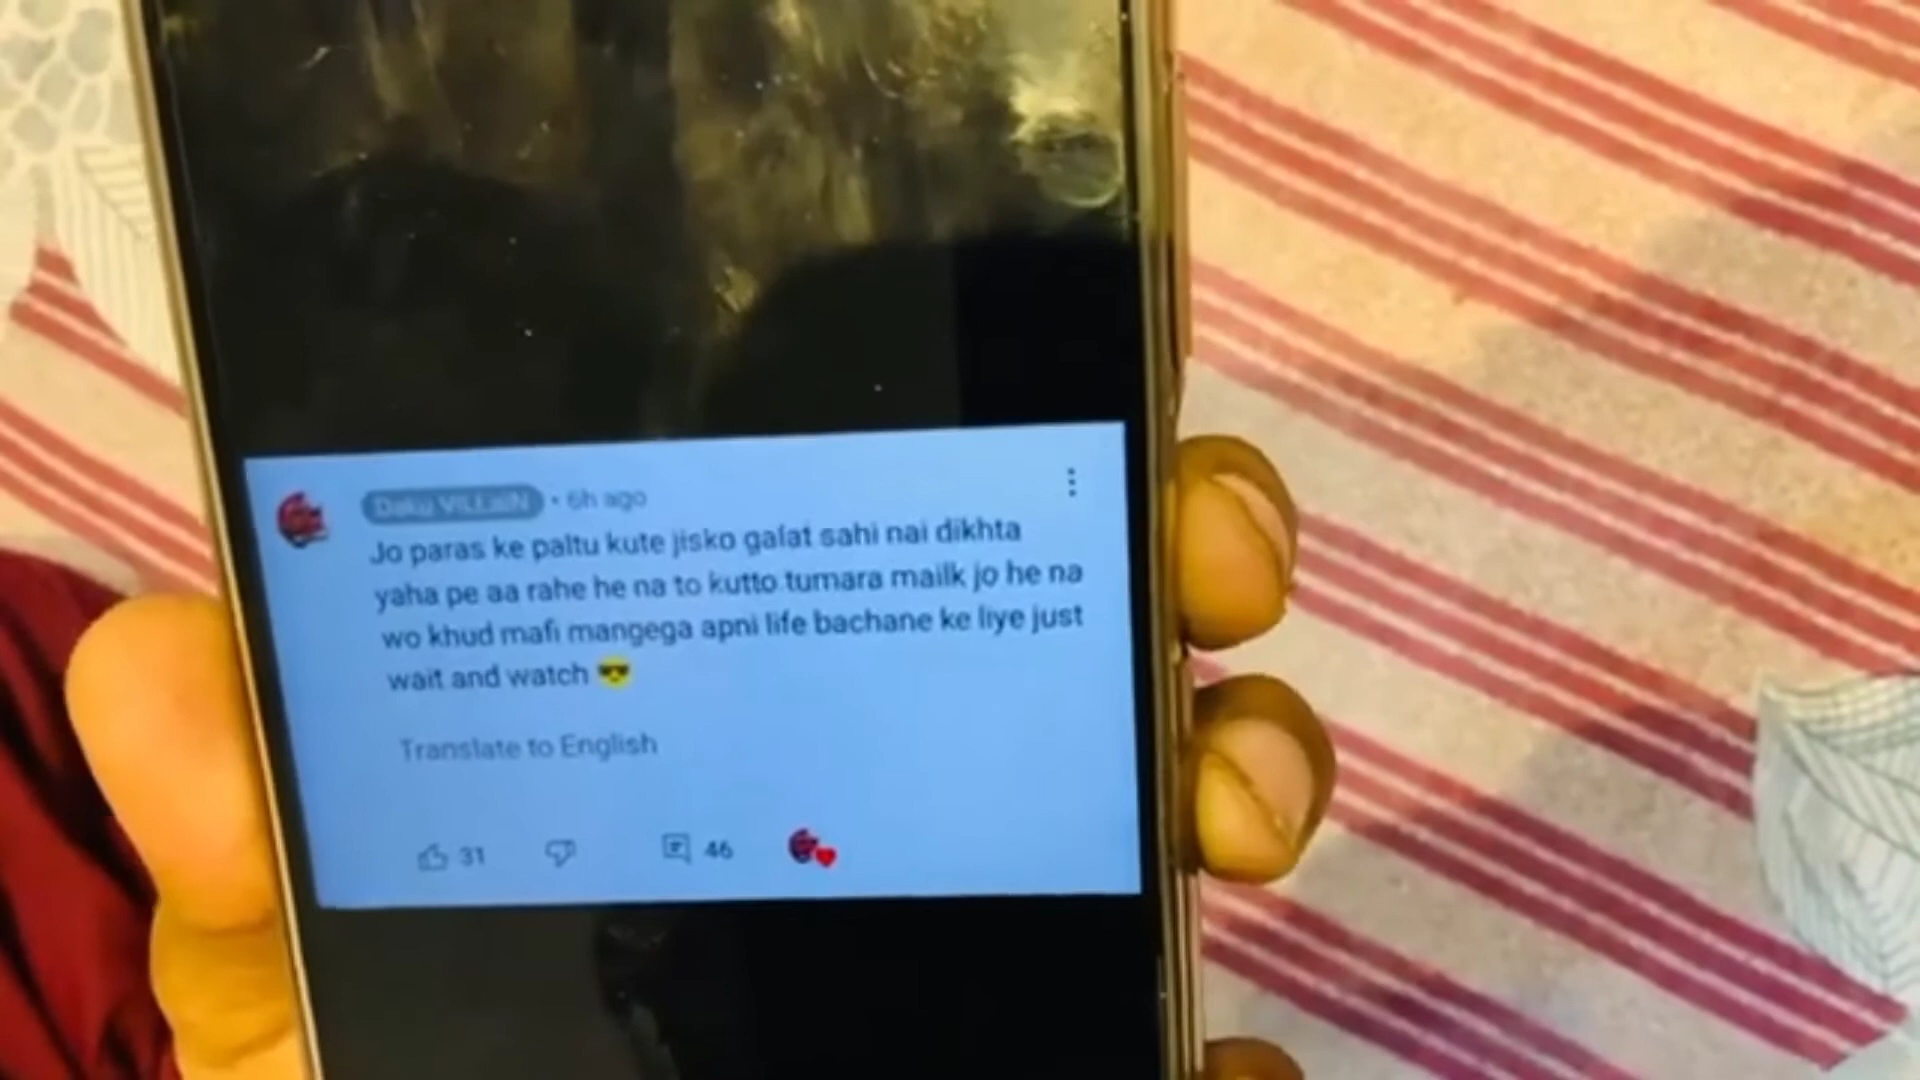 Daku VILLaiN • 6h ago
Jo paras ke paltu kute jisko galat sahi nai dikhta
yaha pe aa rahe he na to kutto tumara mailk jo he na
wo khud mafi mangega apni life bachane ke liye just
wait and watch 😎
Translate to English
31 46